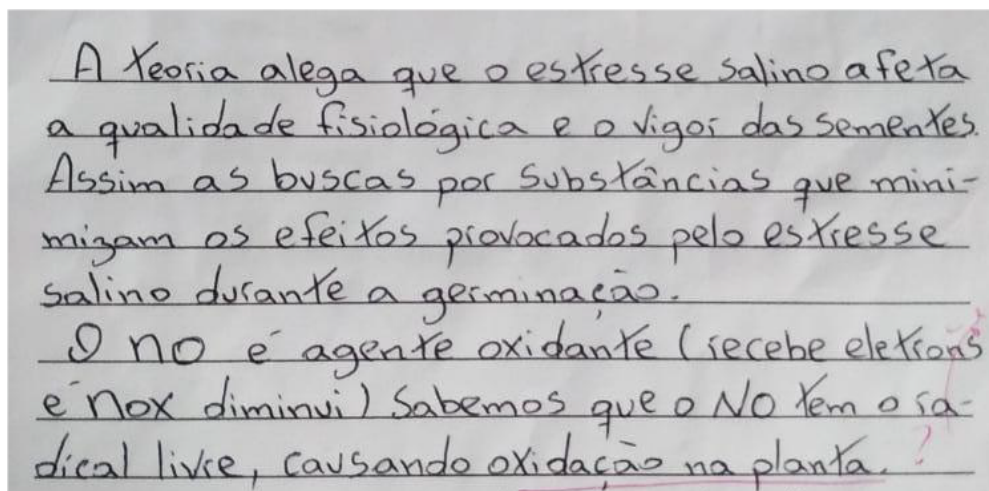 A teoria alega que o estresse salino afeta
a qualidade fisiológica e o vigor das sementes.
Assim as buscas por substâncias que mini-
mizam os efeitos provocados pelo estresse
salino durante a germinação.
O NO é agente oxidante (recebe eletrons
e nox diminui) Sabemos que o NO tem o ra-
dical livre, causando oxidação na planta. ?